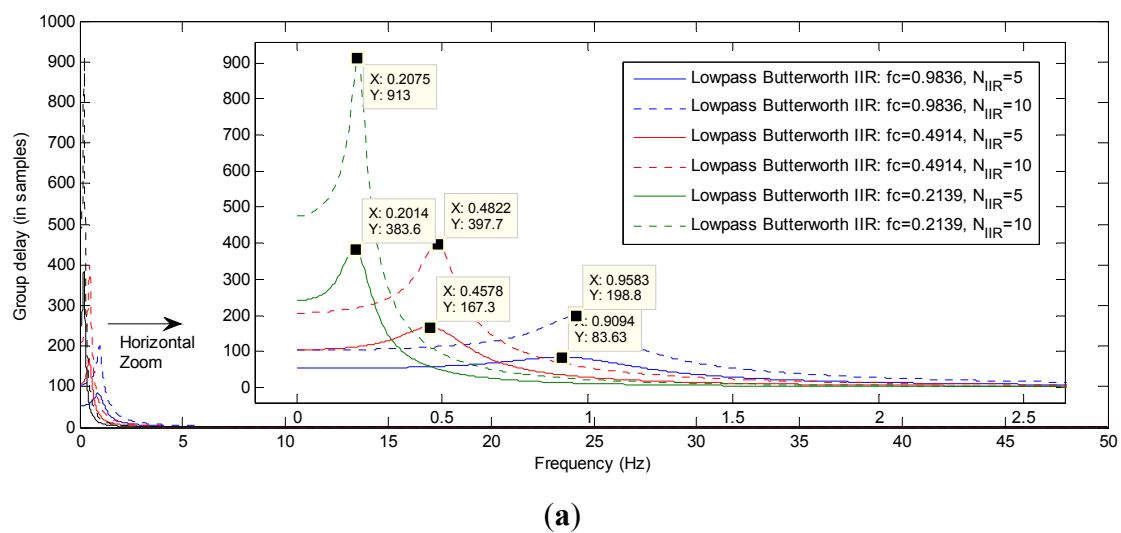 1000
900
800
700
600
500
400
300
200
100
0
Group delay (in samples)
0
5
10
15
20
25
30
35
40
45
50
Frequency (Hz)
Horizontal
Zoom
900
800
700
600
500
400
300
200
100
0
0
0.5
1
1.5
2
2.5
X: 0.2075
Y: 913
X: 0.2014
Y: 383.6
X: 0.4822
Y: 397.7
X: 0.4578
Y: 167.3
X: 0.9583
Y: 198.8
X: 0.9094
Y: 83.63
Lowpass Butterworth IIR: fc=0.9836, N_IIR=5
Lowpass Butterworth IIR: fc=0.9836, N_IIR=10
Lowpass Butterworth IIR: fc=0.4914, N_IIR=5
Lowpass Butterworth IIR: fc=0.4914, N_IIR=10
Lowpass Butterworth IIR: fc=0.2139, N_IIR=5
Lowpass Butterworth IIR: fc=0.2139, N_IIR=10
(a)